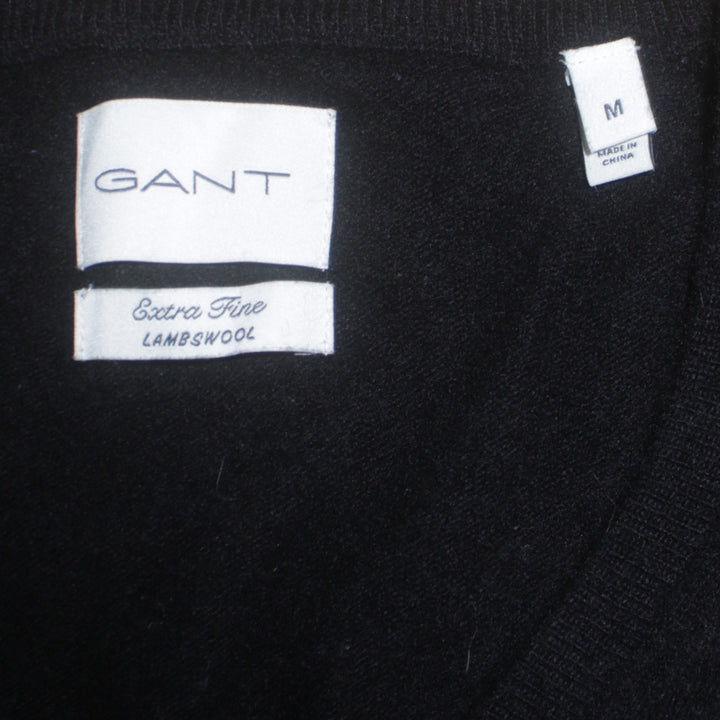 GANT
Extra Fine
LAMBSWOOL
M
MADE IN
CHINA